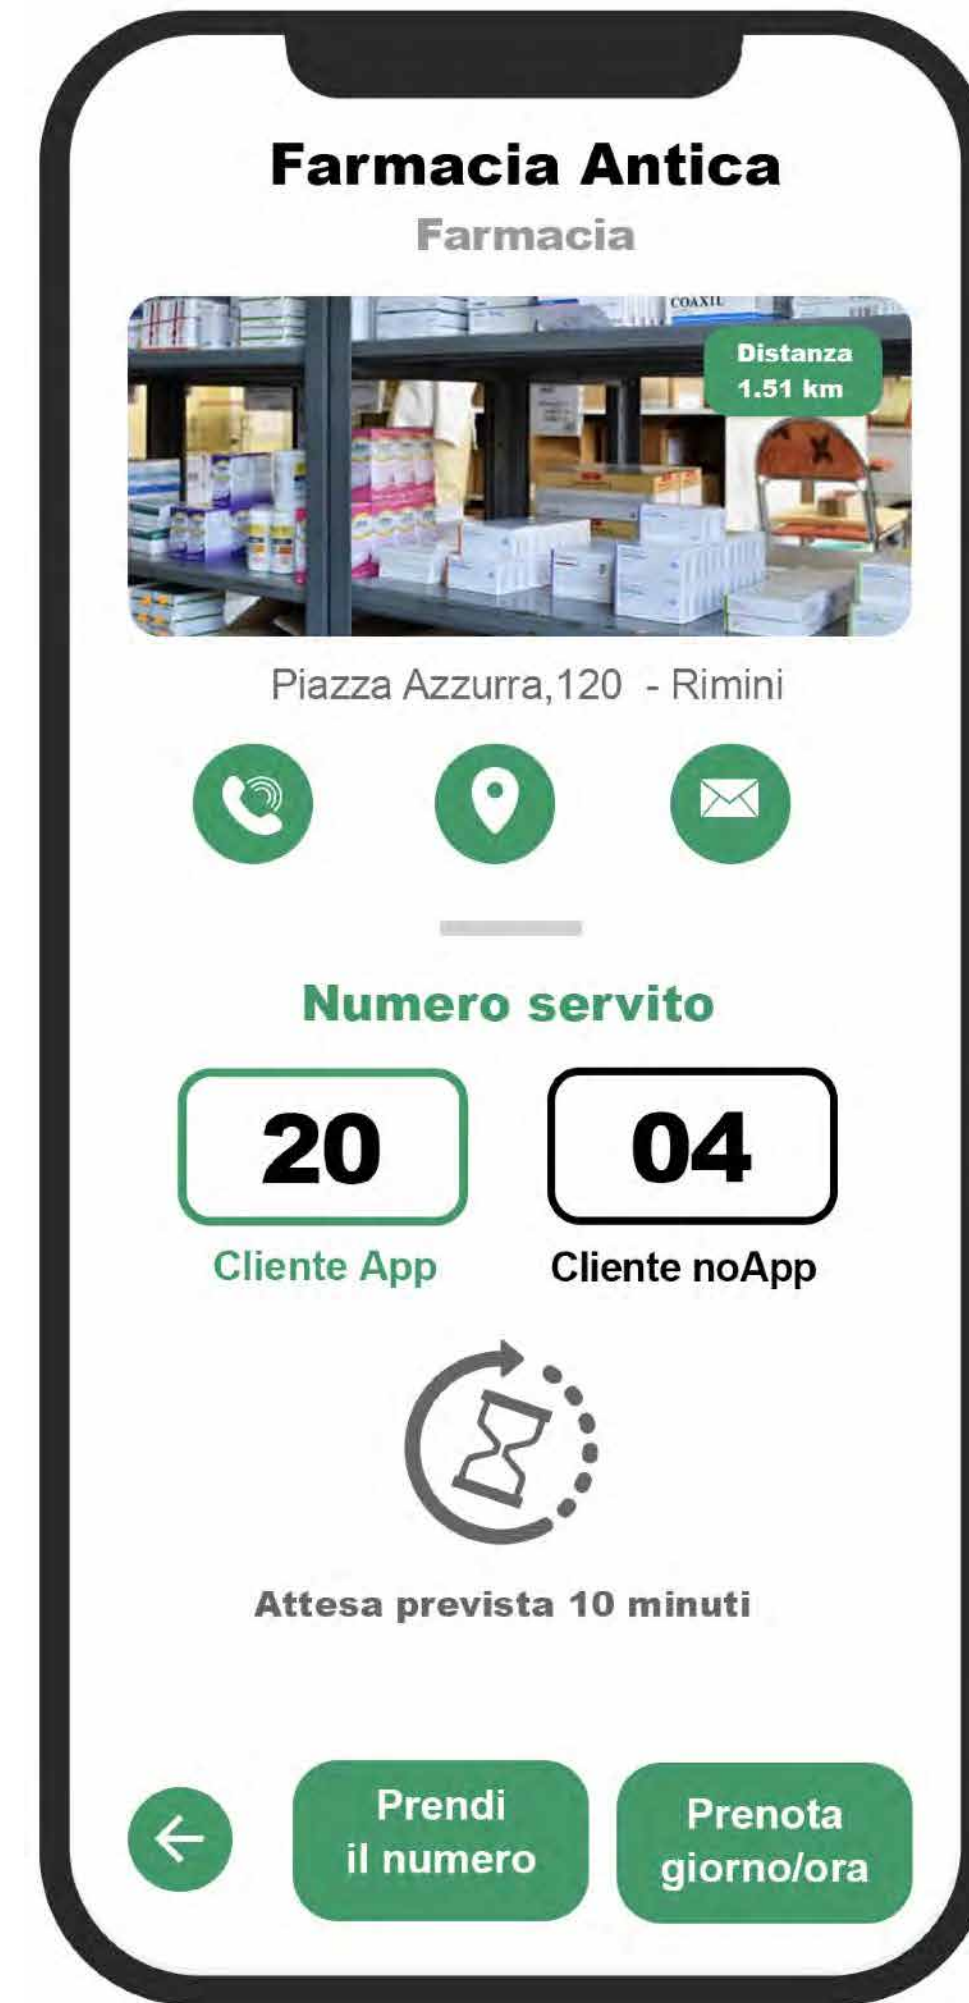 Farmacia Antica
Farmacia
COAXIL
Distanza
1.51 km
Piazza Azzurra,120 - Rimini
Numero servito
20
04
Cliente App
Cliente noApp
Attesa prevista 10 minuti
Prendi
il numero
Prenota
giorno/ora